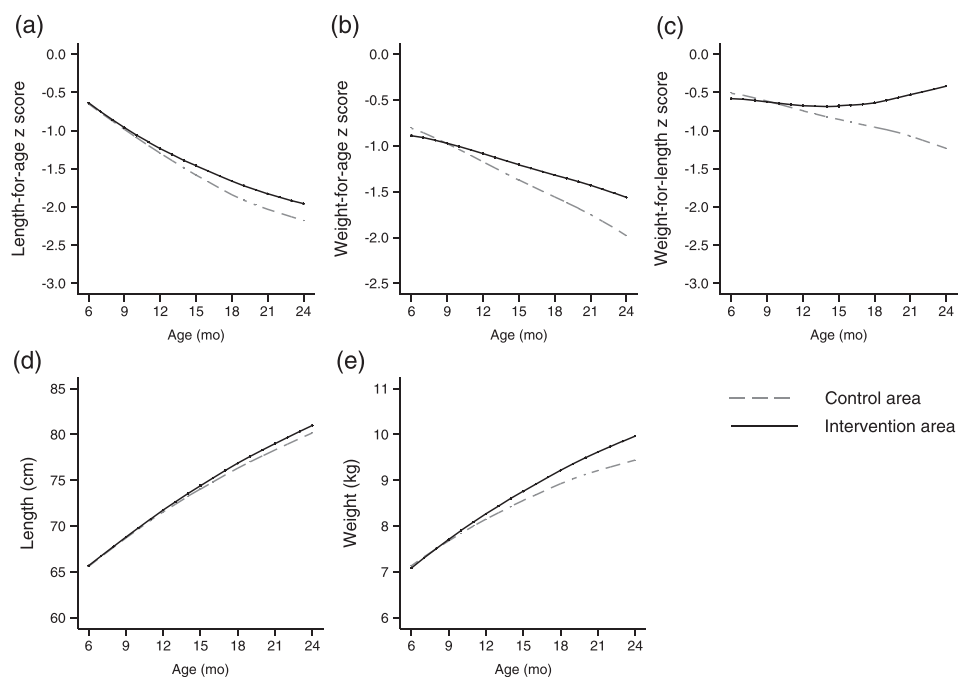 (a)
Length-for-age z score
0.0
-0.5
-1.0
-1.5
-2.0
-2.5
-3.0
6 9 12 15 18 21 24
Age (mo)
(b)
Weight-for-age z score
0.0
-0.5
-1.0
-1.5
-2.0
-2.5
6 9 12 15 18 21 24
Age (mo)
(c)
Weight-for-length z score
0.0
-0.5
-1.0
-1.5
-2.0
-2.5
-3.0
6 9 12 15 18 21 24
Age (mo)
(d)
Length (cm)
85
80
75
70
65
60
6 9 12 15 18 21 24
Age (mo)
(e)
Weight (kg)
11
10
9
8
7
6
6 9 12 15 18 21 24
Age (mo)
Control area
Intervention area